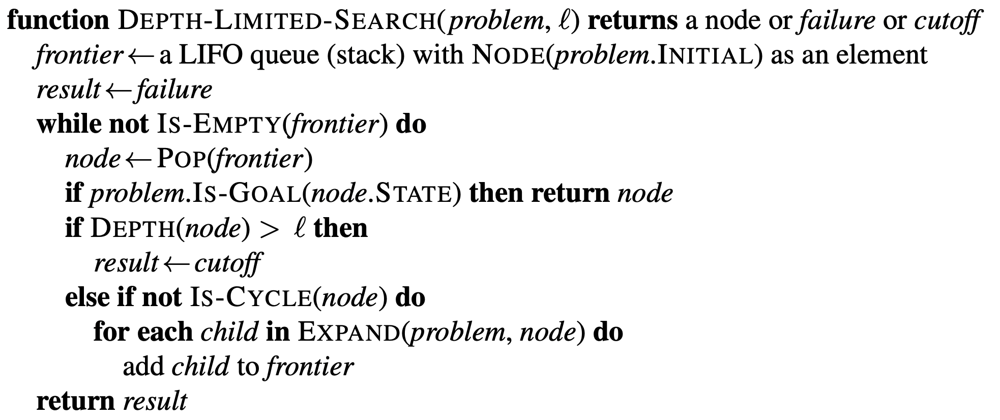 function DEPTH-LIMITED-SEARCH(problem, ℓ) returns a node or failure or cutoff
frontier ← a LIFO queue (stack) with NODE(problem.INITIAL) as an element
result ← failure
while not IS-EMPTY(frontier) do
node ← POP(frontier)
if problem.IS-GOAL(node.STATE) then return node
if DEPTH(node) > ℓ then
result ← cutoff
else if not IS-CYCLE(node) do
for each child in EXPAND(problem, node) do
add child to frontier
return result